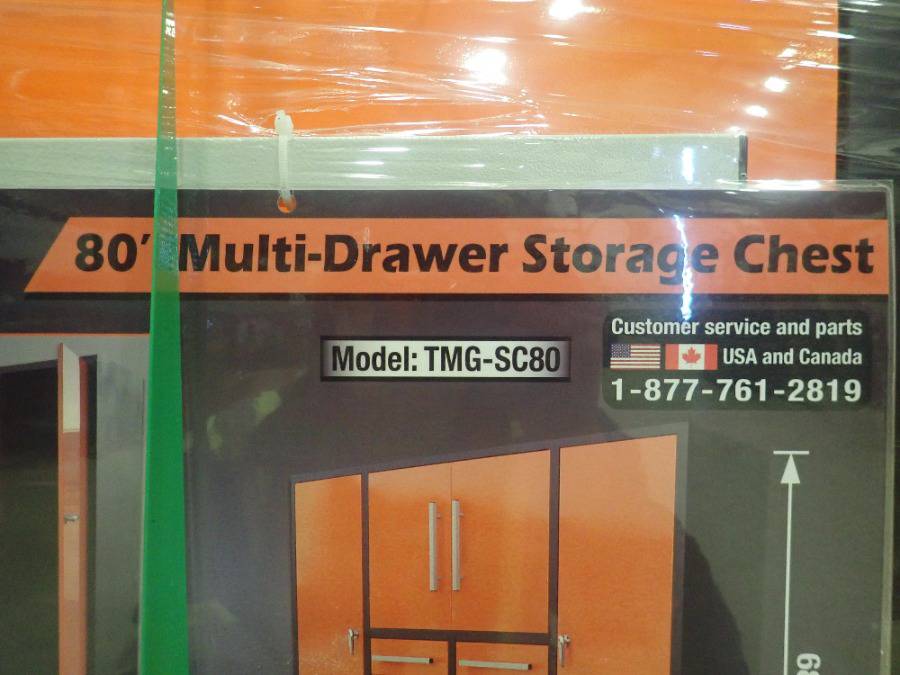 80' Multi-Drawer Storage Chest
Model: TMG-SC80
Customer service and parts
USA and Canada
1-877-761-2819